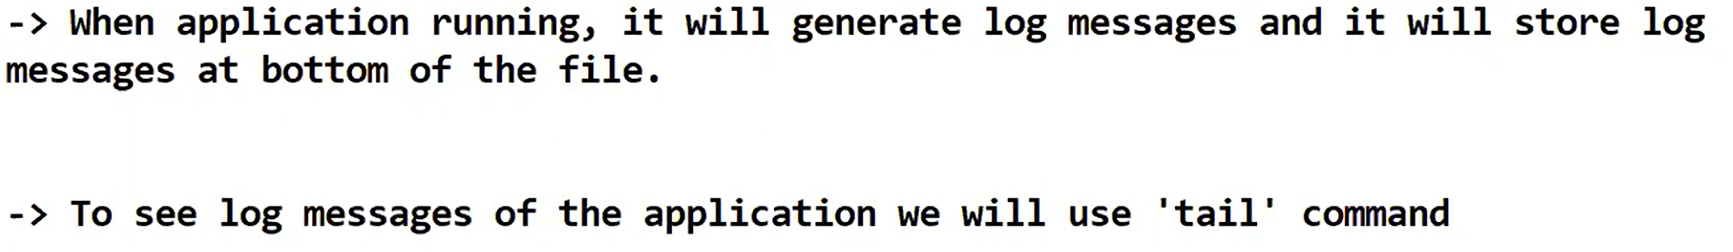 -> When application running, it will generate log messages and it will store log
messages at bottom of the file.
-> To see log messages of the application we will use 'tail' command